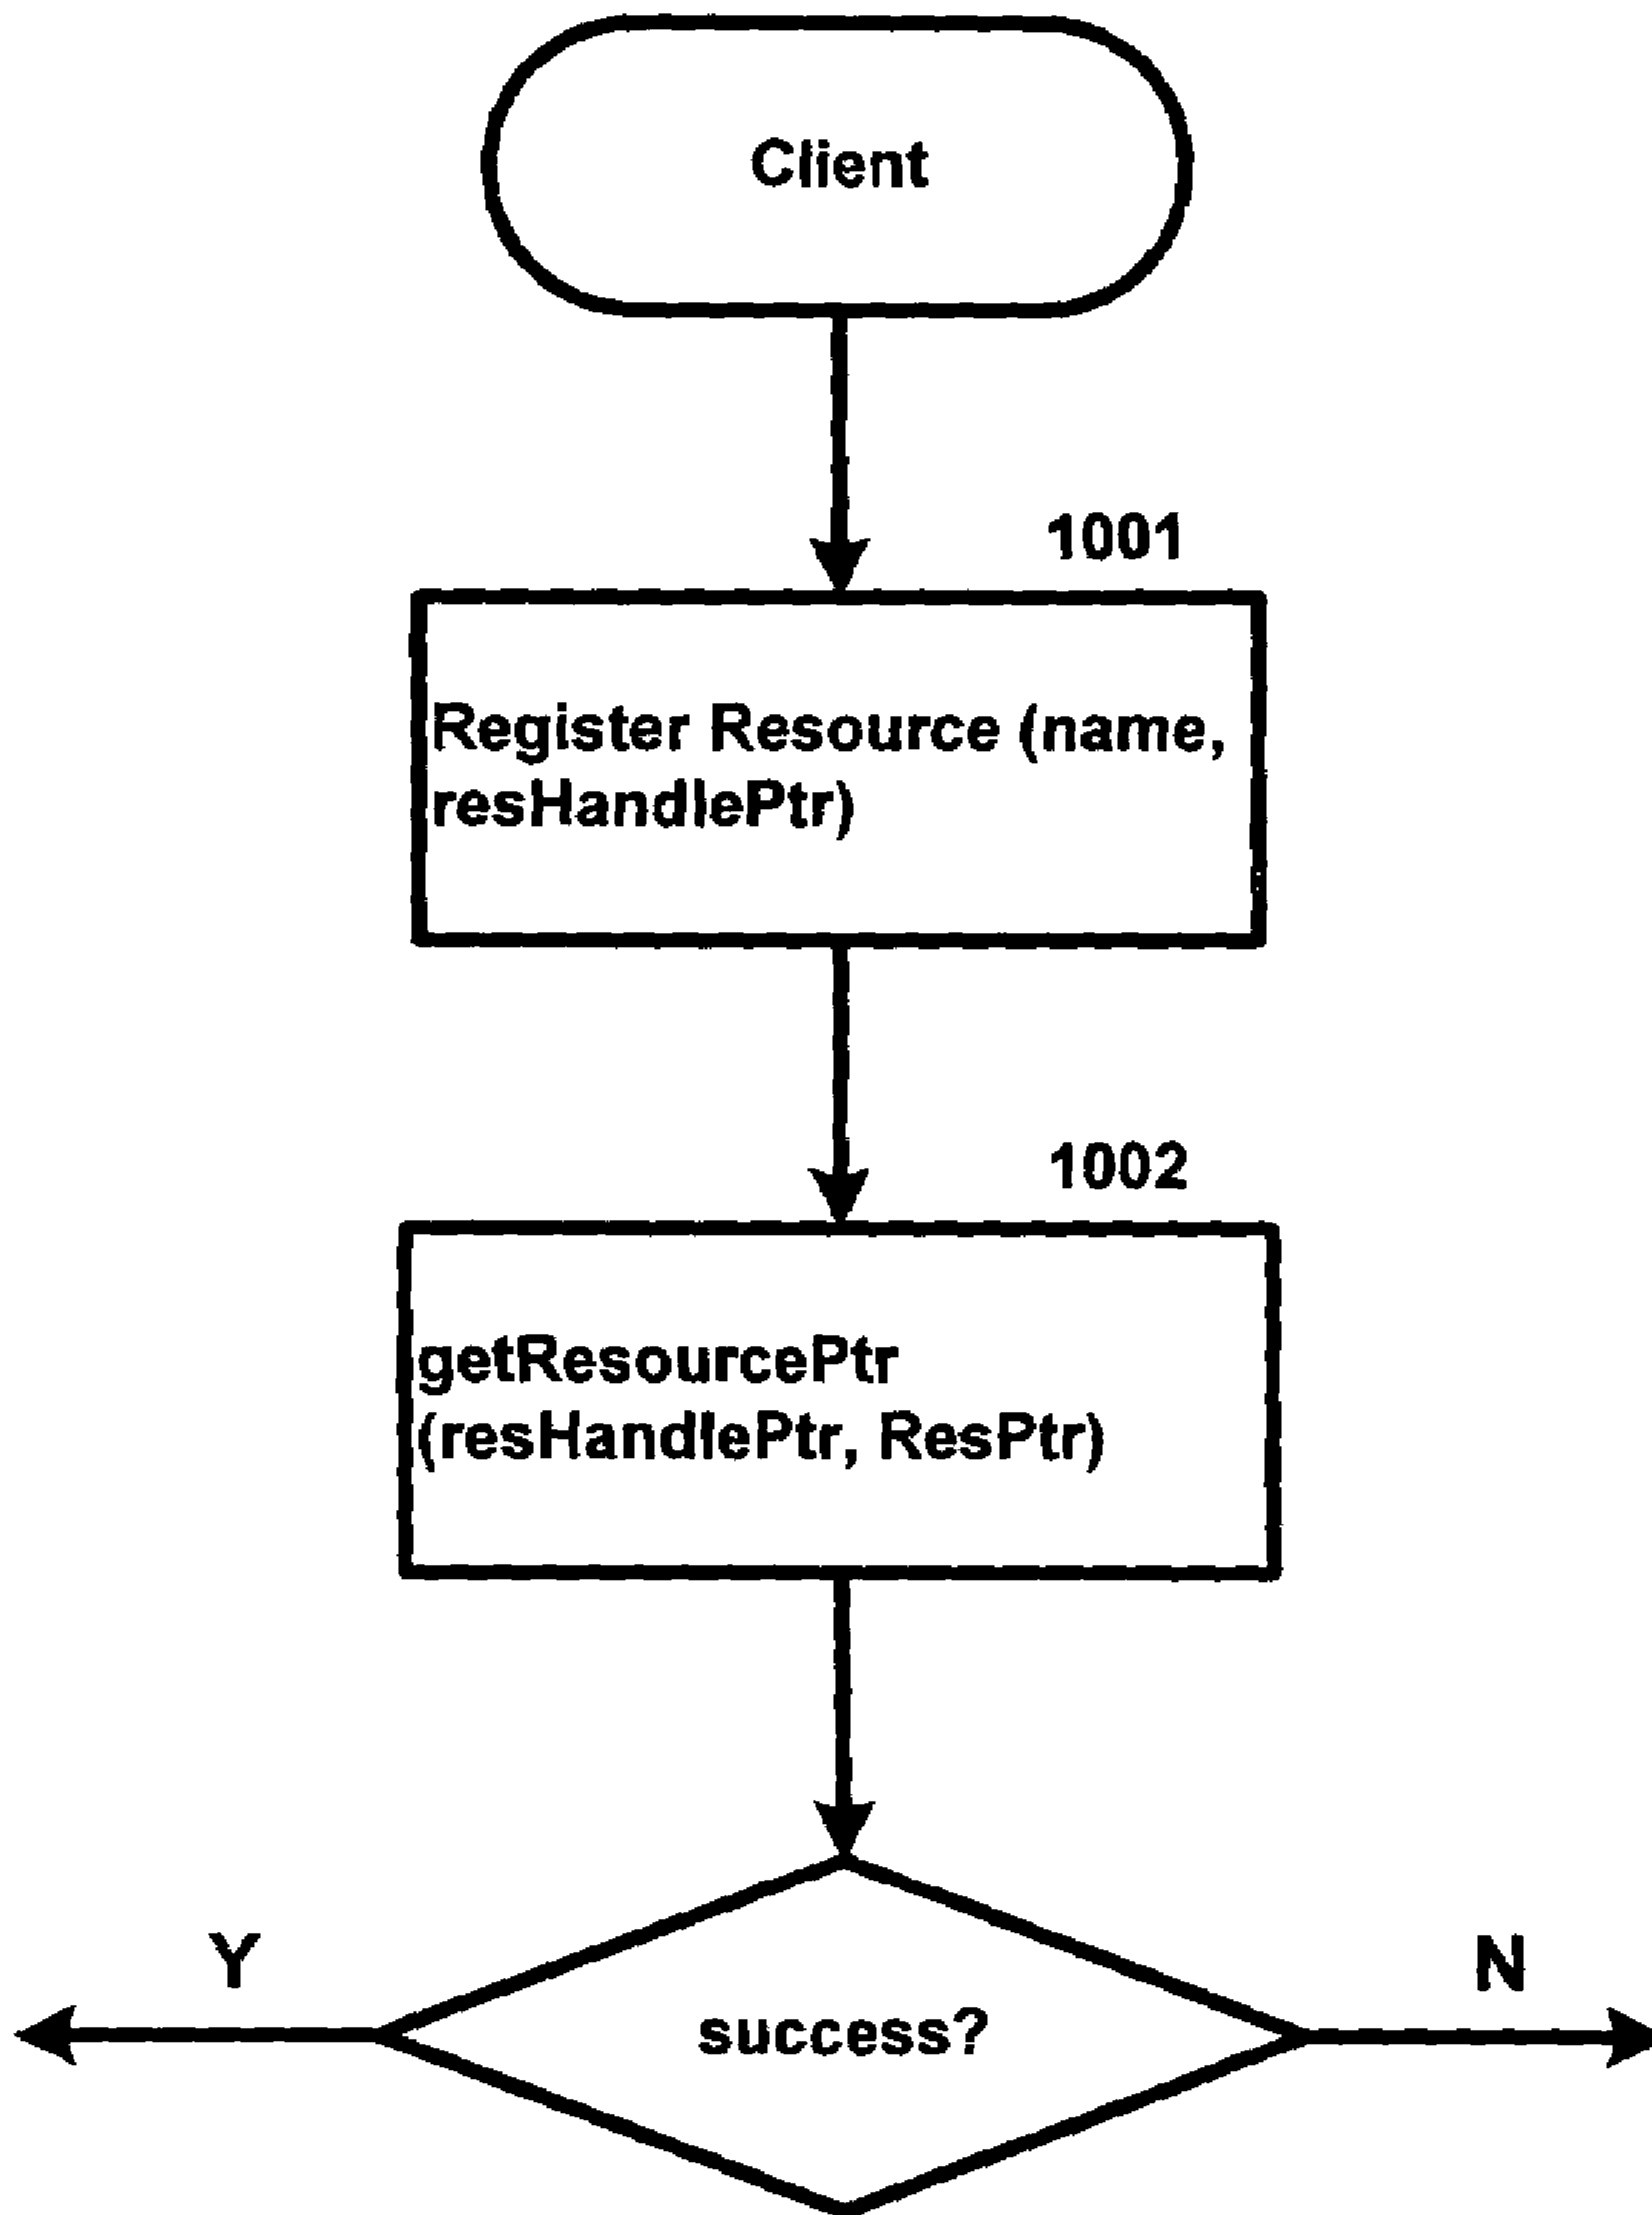 Client
1001
Register Resource (name,
resHandlePtr)
1002
getResourcePtr
(resHandlePtr, ResPtr)
Y
N
success?